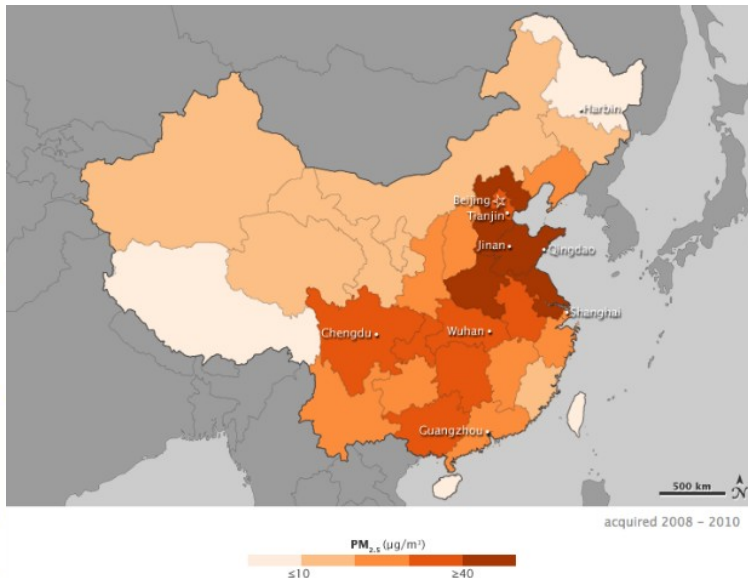 Harbin
Beijing
Tianjin
Jinan
Qingdao
Shanghai
Chengdu
Wuhan
Guangzhou
500 km
N
acquired 2008 – 2010
PM2.5 (µg/m³)
≤10 ≥40